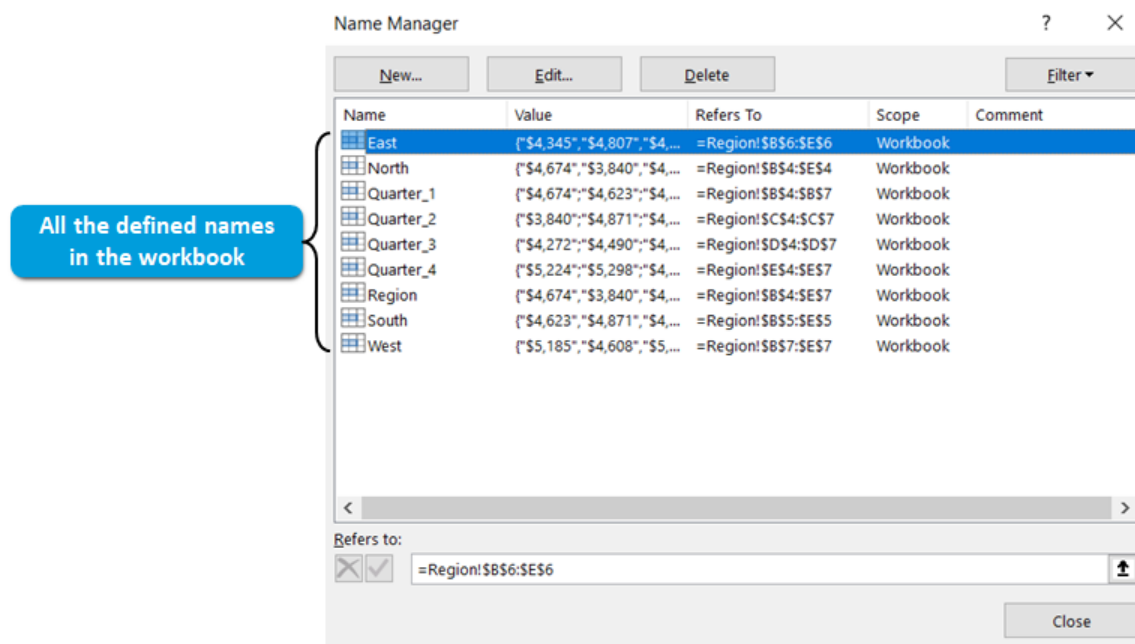 Name Manager
? ×
New... Edit... Delete Filter
Name Value Refers To Scope Comment
East {"$4,345","$4,807","$4,... =Region!$B$6:$E$6 Workbook
North {"$4,674","$3,840","$4,... =Region!$B$4:$E$4 Workbook
Quarter_1 {"$4,674";"$4,623";"$4,... =Region!$B$4:$B$7 Workbook
Quarter_2 {"$3,840";"$4,871";"$4,... =Region!$C$4:$C$7 Workbook
Quarter_3 {"$4,272";"$4,490";"$4,... =Region!$D$4:$D$7 Workbook
Quarter_4 {"$5,224";"$5,298";"$4,... =Region!$E$4:$E$7 Workbook
Region {"$4,674","$3,840","$4,... =Region!$B$4:$E$7 Workbook
South {"$4,623","$4,871","$4,... =Region!$B$5:$E$5 Workbook
West {"$5,185","$4,608","$5,... =Region!$B$7:$E$7 Workbook
All the defined names
in the workbook
Refers to:
=Region!$B$6:$E$6
Close